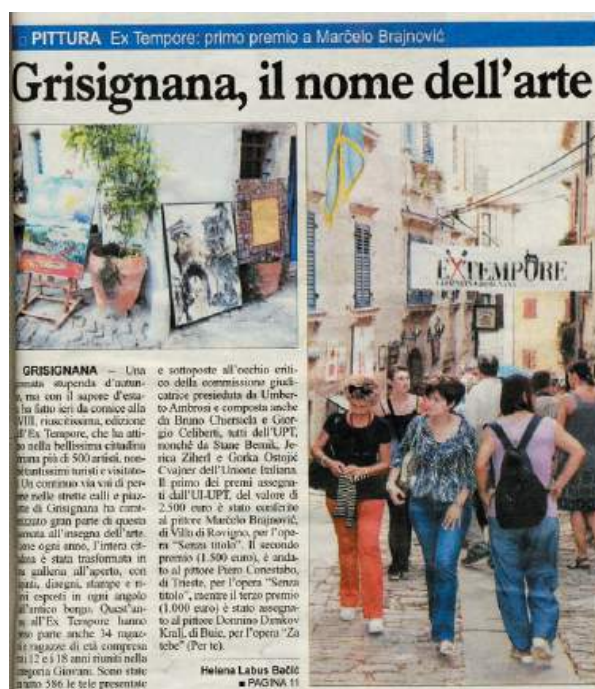 PITTURA Ex Tempore: primo premio a Marčelo Brajnović
Grisignana, il nome dell'arte
EXTEMPORE
GRISIGNANA – Una
stupenda d'autun-
ma con il sapore d'esta-
ha fatto ieri da cornice alla
riuscitissima, edizione
Ex Tempore, che ha atti-
nella bellissima cittadina
più di 500 artisti, non-
tantissimi turisti e visitato-
Un continuo via vai di per-
nelle strette calli e piaz-
di Grisignana ha
gran parte di questa
all'insegna dell'arte.
ogni anno, l'intera cit-
è stata trasformata in
galleria all'aperto, con
disegni, stampe e
esposti in ogni angolo
antico borgo. Quest'an-
all'Ex Tempore hanno
parte anche 34 ragaz-
ragazze di età compresa
12 e i 18 anni riuniti nella
Giovani. Sono state
586 le tele presentate
e sottoposte all'occhio criti-
co della commissione giudi-
catrice presieduta da Umber-
to Ambrosi e composta anche
da Bruno Chiersicla e Gior-
gio Celiberti, tutti dell'UPT,
nonché da Stane Bernik, Je-
rica Ziherl e Gorka Ostojić
Cvajner dell'Unione Italiana.
Il primo dei premi assegna-
ti dall'UI-UPT, del valore di
2.500 euro è stato conferito
al pittore Marčelo Brajnović,
di Villa di Rovigno, per l'ope-
ra "Senza titolo". Il secondo
premio (1.500 euro), è anda-
to al pittore Piero Conestabo,
di Trieste, per l'opera "Senza
titolo", mentre il terzo premio
(1.000 euro) è stato assegna-
to al pittore Donnino Dimkov
Kralj, di Buie, per l'opera "Za
tebe" (Per te).
Helena Labus Bačić
■ PAGINA 11